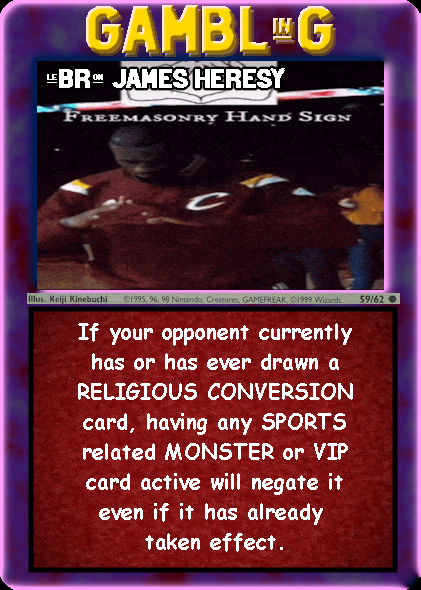 GAMBLING
LEBRON JAMES HERESY
FREEMASONRY HAND SIGN
Illus. Keiji Kinebuchi ©1995, 96, 98 Nintendo, Creatures, GAMEFREAK. ©1999 Wizards. 59/62
If your opponent currently
has or has ever drawn a
RELIGIOUS CONVERSION
card, having any SPORTS
related MONSTER or VIP
card active will negate it
even if it has already
taken effect.